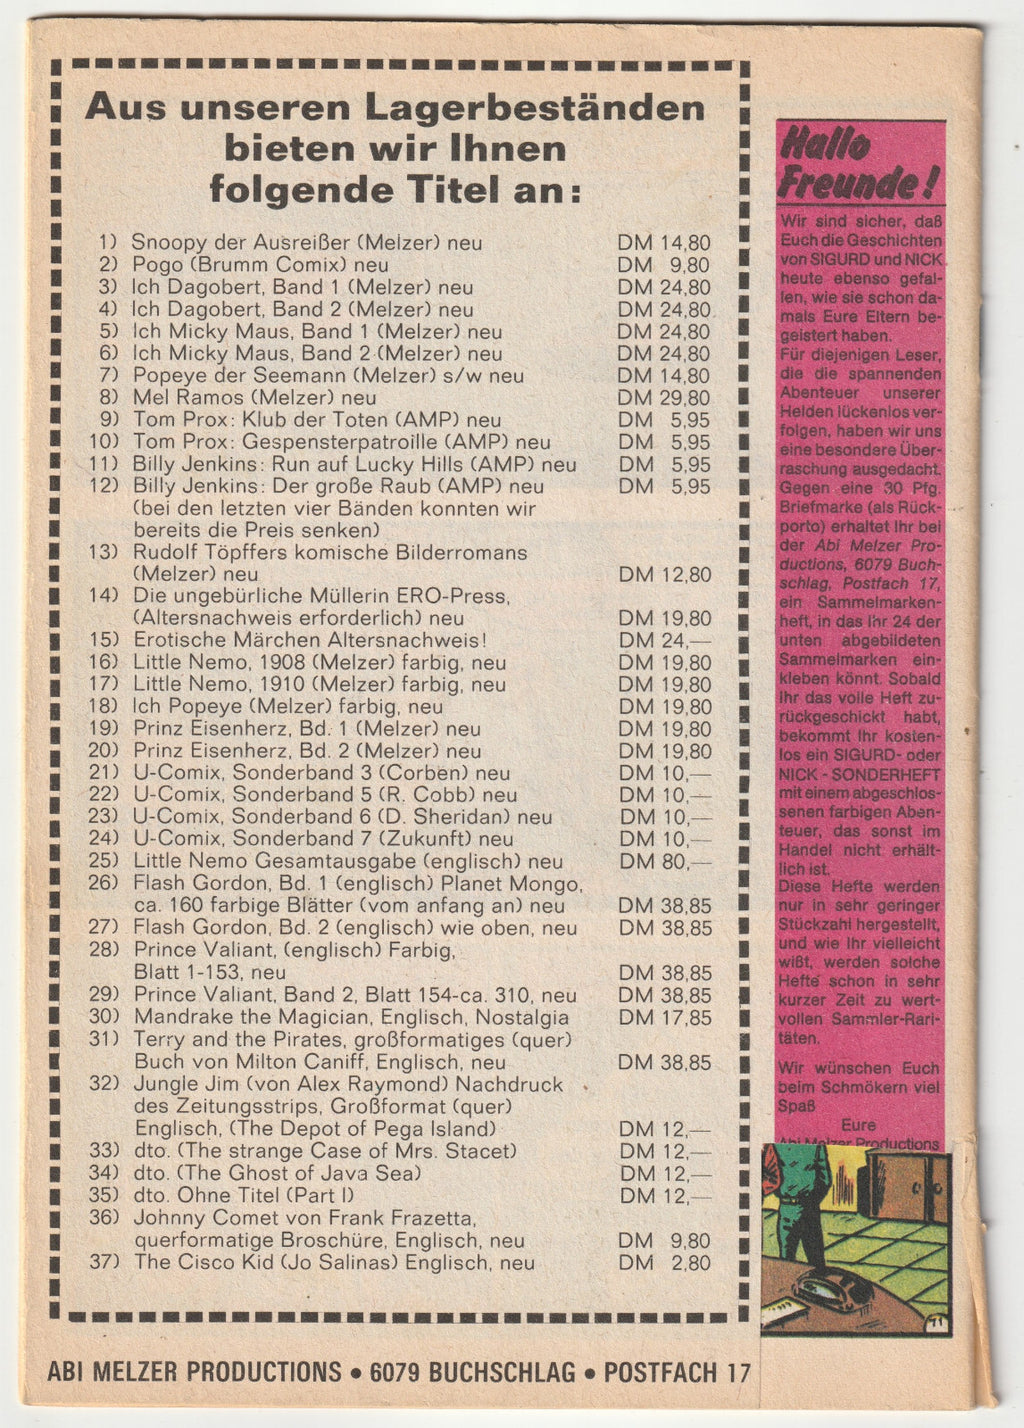 Aus unseren Lagerbeständen
bieten wir Ihnen
folgende Titel an:
1) Snoopy der Ausreißer (Melzer) neu DM 14,80
2) Pogo (Brumm Comix) neu DM 9,80
3) Ich Dagobert, Band 1 (Melzer) neu DM 24,80
4) Ich Dagobert, Band 2 (Melzer) neu DM 24,80
5) Ich Micky Maus, Band 1 (Melzer) neu DM 24,80
6) Ich Micky Maus, Band 2 (Melzer) neu DM 24,80
7) Popeye der Seemann (Melzer) s/w neu DM 14,80
8) Mel Ramos (Melzer) neu DM 29,80
9) Tom Prox: Klub der Toten (AMP) neu DM 5,95
10) Tom Prox: Gespensterpatroille (AMP) neu DM 5,95
11) Billy Jenkins: Run auf Lucky Hills (AMP) neu DM 5,95
12) Billy Jenkins: Der große Raub (AMP) neu DM 5,95
(bei den letzten vier Bänden konnten wir
bereits die Preis senken)
13) Rudolf Töpffers komische Bilderromans
(Melzer) neu DM 12,80
14) Die ungebürliche Müllerin ERO-Press,
(Altersnachweis erforderlich) neu DM 19,80
15) Erotische Märchen Altersnachweis! DM 24,—
16) Little Nemo, 1908 (Melzer) farbig, neu DM 19,80
17) Little Nemo, 1910 (Melzer) farbig, neu DM 19,80
18) Ich Popeye (Melzer) farbig, neu DM 19,80
19) Prinz Eisenherz, Bd. 1 (Melzer) neu DM 19,80
20) Prinz Eisenherz, Bd. 2 (Melzer) neu DM 19,80
21) U-Comix, Sonderband 3 (Corben) neu DM 10,—
22) U-Comix, Sonderband 5 (R. Cobb) neu DM 10,—
23) U-Comix, Sonderband 6 (D. Sheridan) neu DM 10,—
24) U-Comix, Sonderband 7 (Zukunft) neu DM 10,—
25) Little Nemo Gesamtausgabe (englisch) neu DM 80,—
26) Flash Gordon, Bd. 1 (englisch) Planet Mongo,
ca. 160 farbige Blätter (vom anfang an) neu DM 38,85
27) Flash Gordon, Bd. 2 (englisch) wie oben, neu DM 38,85
28) Prince Valiant, (englisch) Farbig,
Blatt 1-153, neu DM 38,85
29) Prince Valiant, Band 2, Blatt 154-ca. 310, neu DM 38,85
30) Mandrake the Magician, Englisch, Nostalgia DM 17,85
31) Terry and the Pirates, großformatiges (quer)
Buch von Milton Caniff, Englisch, neu DM 38,85
32) Jungle Jim (von Alex Raymond) Nachdruck
des Zeitungsstrips, Großformat (quer)
Englisch, (The Depot of Pega Island) DM 12,—
33) dto. (The strange Case of Mrs. Stacet) DM 12,—
34) dto. (The Ghost of Java Sea) DM 12,—
35) dto. Ohne Titel (Part I) DM 12,—
36) Johnny Comet von Frank Frazetta,
querformatige Broschüre, Englisch, neu DM 9,80
37) The Cisco Kid (Jo Salinas) Englisch, neu DM 2,80
ABI MELZER PRODUCTIONS • 6079 BUCHSCHLAG • POSTFACH 17
Hallo
Freunde!
Wir sind sicher, daß
Euch die Geschichten
von SIGURD und NICK
heute ebenso gefal-
len, wie sie schon da-
mals Eure Eltern be-
geistert haben.
Für diejenigen Leser,
die die spannenden
Abenteuer unserer
Helden lückenlos ver-
folgen, haben wir uns
eine besondere Über-
raschung ausgedacht.
Gegen eine 30 Pfg.
Briefmarke (als Rück-
porto) erhaltet Ihr bei
der Abi Melzer Pro-
ductions, 6079 Buch-
schlag, Postfach 17,
ein Sammelmarken-
heft, in das Ihr 24 der
unten abgebildeten
Sammelmarken ein-
kleben könnt. Sobald
Ihr das volle Heft zu-
rückgeschickt habt,
bekommt Ihr kosten-
los ein SIGURD- oder
NICK - SONDERHEFT
mit einem abgeschlos-
senen farbigen Aben-
teuer, das sonst im
Handel nicht erhält-
lich ist.
Diese Hefte werden
nur in sehr geringer
Stückzahl hergestellt,
und wie Ihr vielleicht
wißt, werden solche
Hefte schon in sehr
kurzer Zeit zu wert-
vollen Sammler-Rari-
täten.
Wir wünschen Euch
beim Schmökern viel
Spaß
Eure
Abi Melzer Productions
71